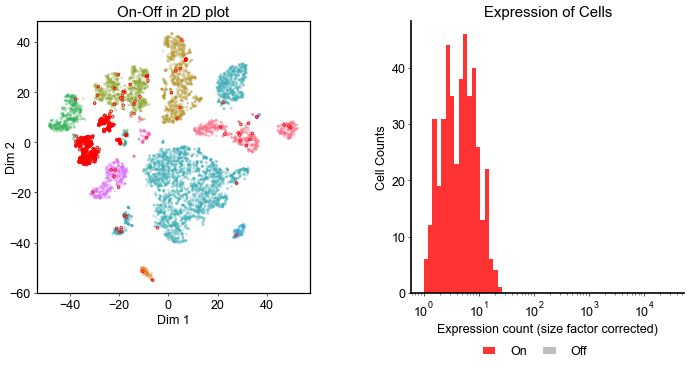 On-Off in 2D plot
40
20
0
−20
−40
−60
Dim 2
−40 −20 0 20 40
Dim 1
Expression of Cells
40
30
20
10
0
Cell Counts
10^0 10^1 10^2 10^3 10^4
Expression count (size factor corrected)
On Off